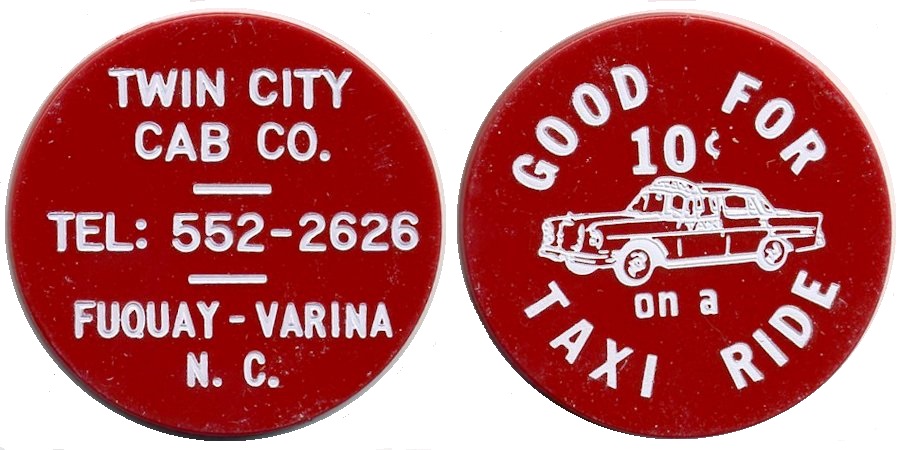 TWIN CITY
CAB CO.
TEL: 552-2626
FUQUAY - VARINA
N. C.
GOOD FOR
10¢
on a
TAXI RIDE